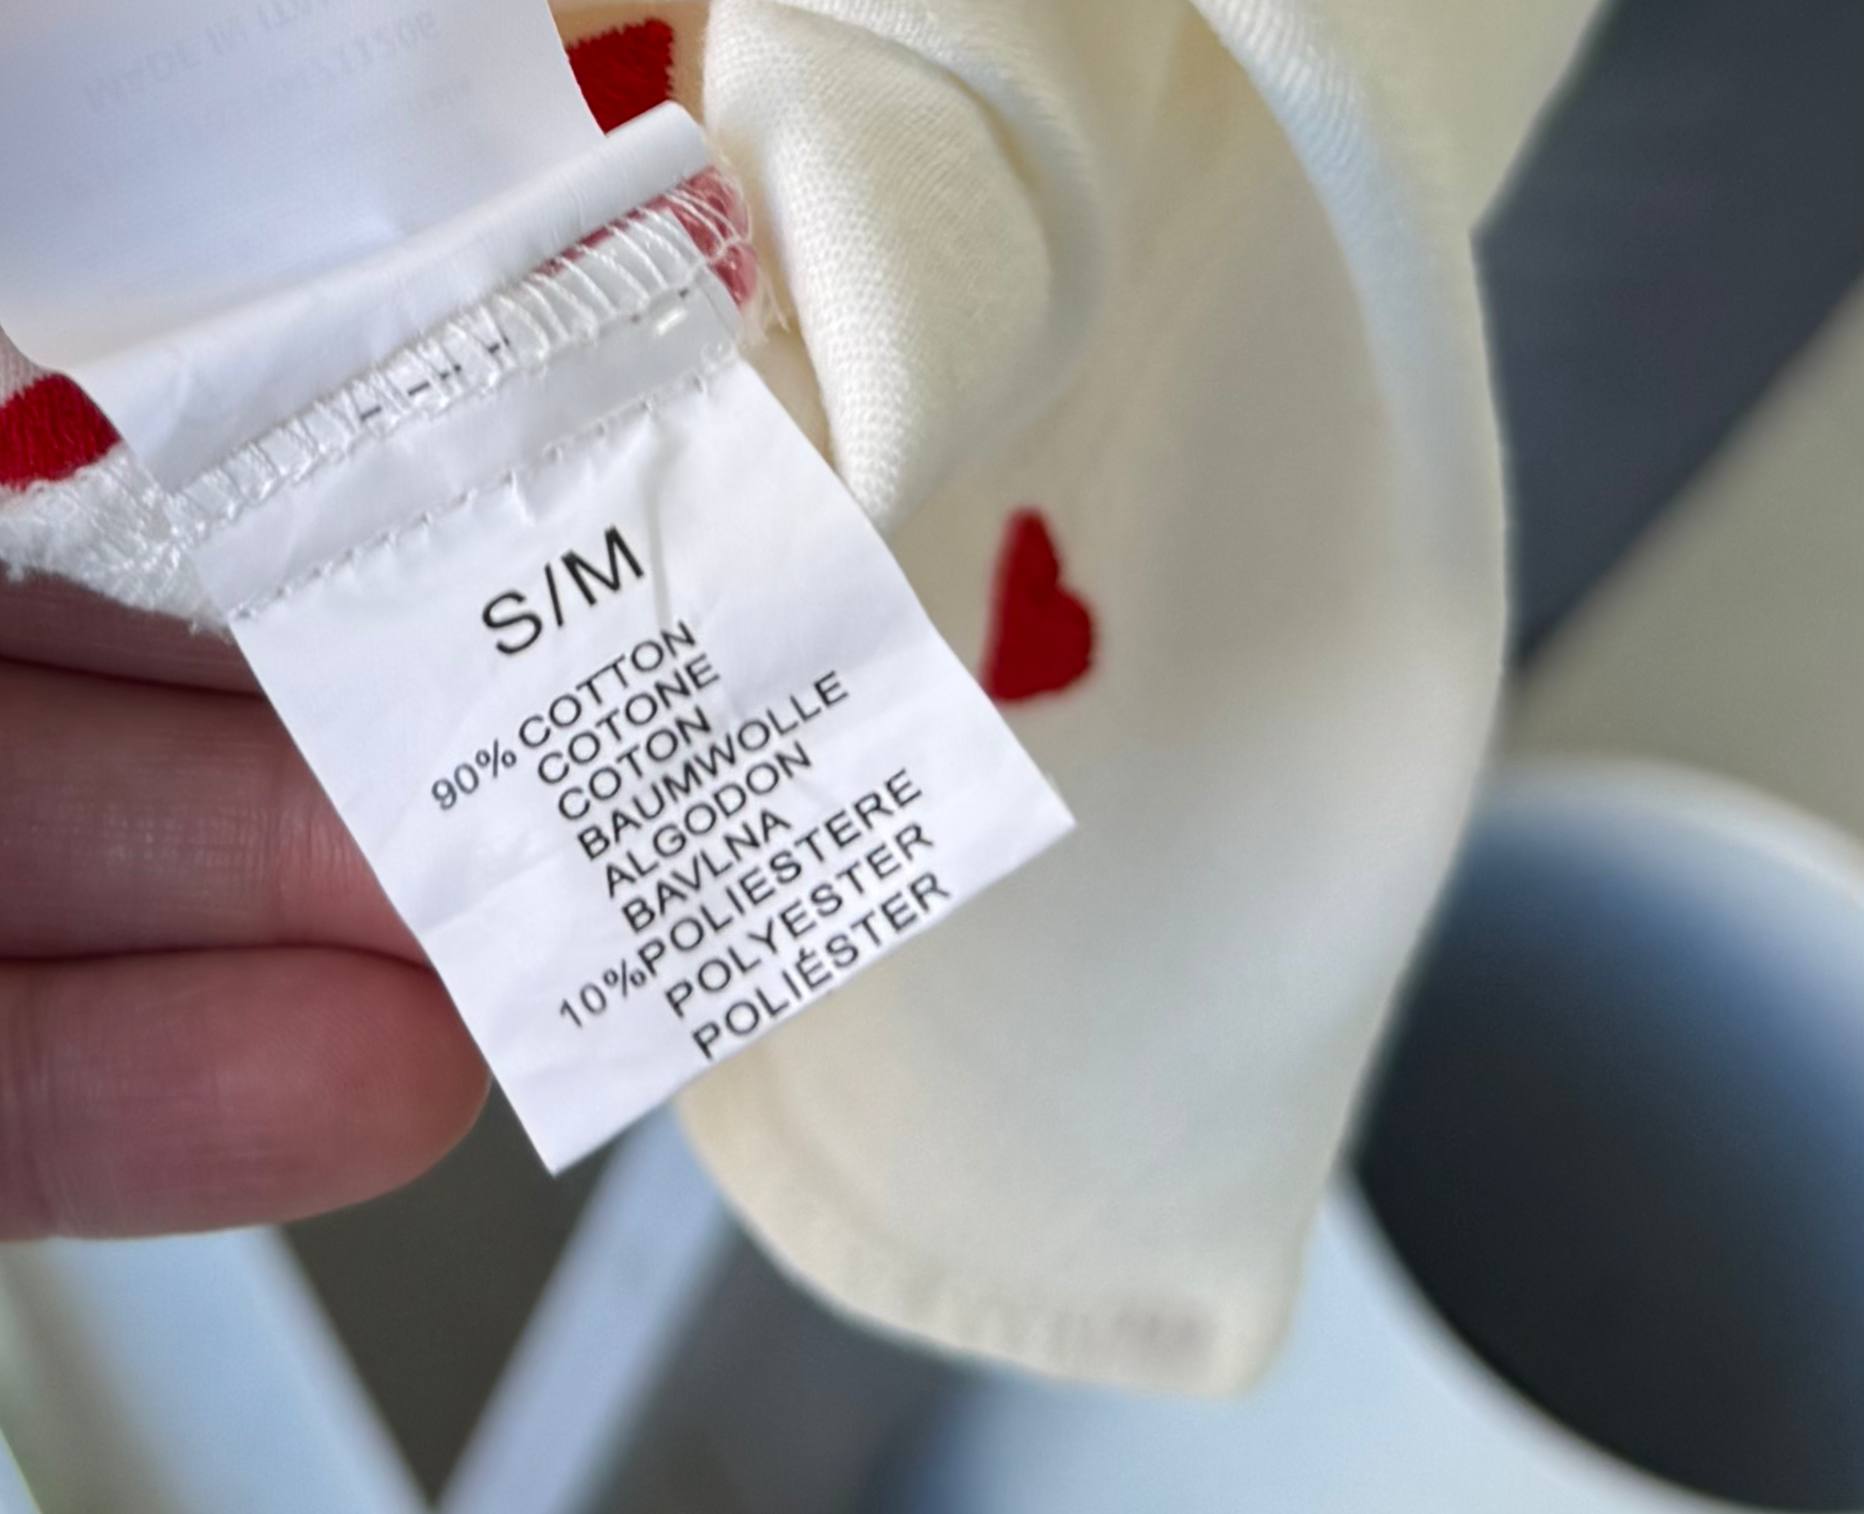 S/M
90% COTTON
COTONE
COTON
BAUMWOLLE
ALGODON
BAVLNA
10%POLIESTERE
POLYESTER
POLIÉSTER